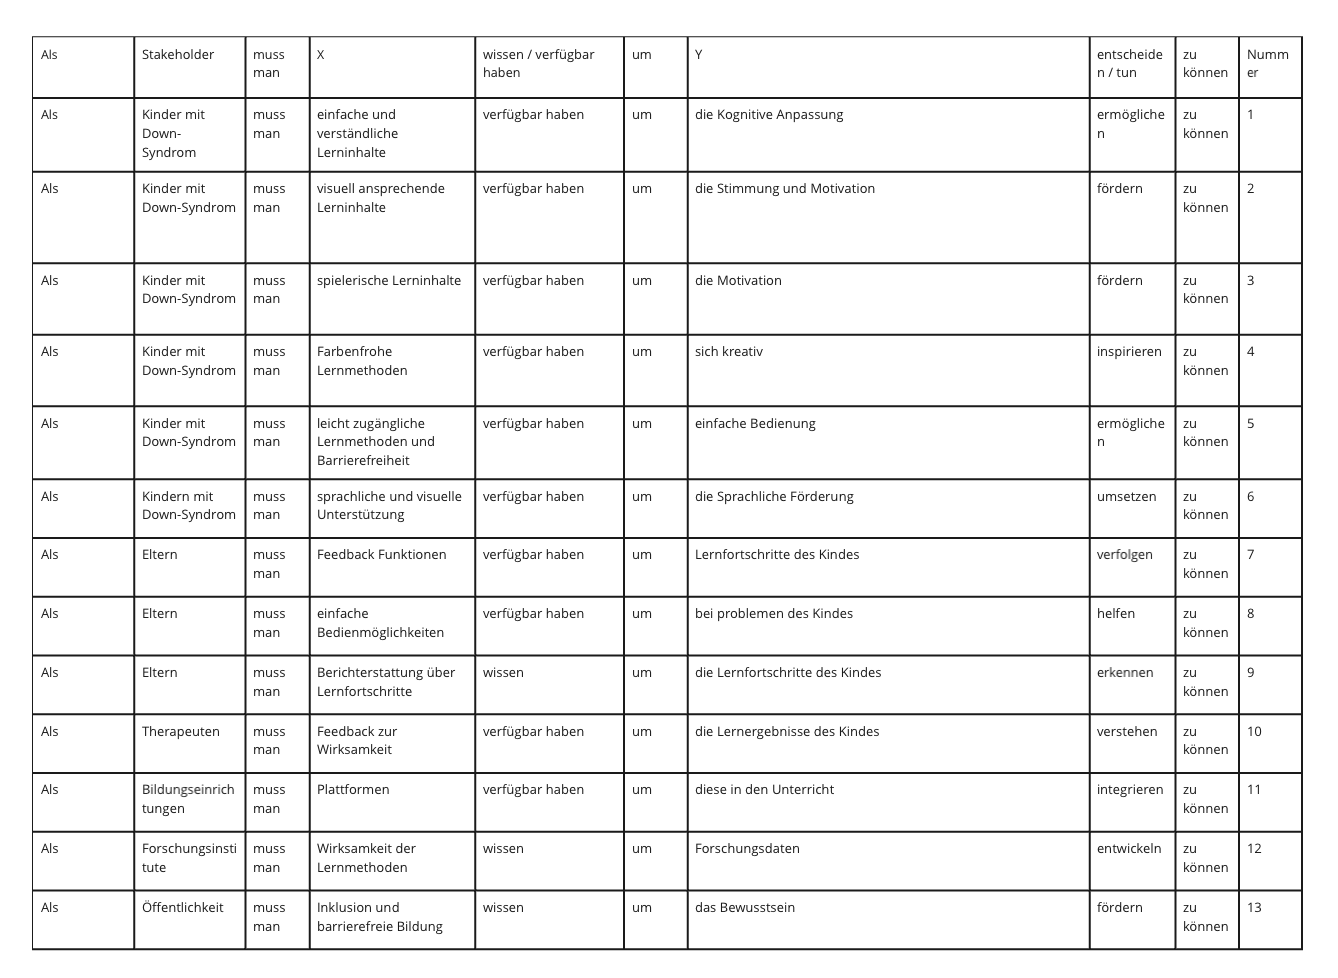 Als Stakeholder muss man X wissen / verfügbar haben um Y entscheide n / tun zu können Numm er
Als Kinder mit Down- Syndrom muss man einfache und verständliche Lerninhalte verfügbar haben um die Kognitive Anpassung ermögliche n zu können 1
Als Kinder mit Down-Syndrom muss man visuell ansprechende Lerninhalte verfügbar haben um die Stimmung und Motivation fördern zu können 2
Als Kinder mit Down-Syndrom muss man spielerische Lerninhalte verfügbar haben um die Motivation fördern zu können 3
Als Kinder mit Down-Syndrom muss man Farbenfrohe Lernmethoden verfügbar haben um sich kreativ inspirieren zu können 4
Als Kinder mit Down-Syndrom muss man leicht zugängliche Lernmethoden und Barrierefreiheit verfügbar haben um einfache Bedienung ermögliche n zu können 5
Als Kindern mit Down-Syndrom muss man sprachliche und visuelle Unterstützung verfügbar haben um die Sprachliche Förderung umsetzen zu können 6
Als Eltern muss man Feedback Funktionen verfügbar haben um Lernfortschritte des Kindes verfolgen zu können 7
Als Eltern muss man einfache Bedienmöglichkeiten verfügbar haben um bei problemen des Kindes helfen zu können 8
Als Eltern muss man Berichterstattung über Lernfortschritte wissen um die Lernfortschritte des Kindes erkennen zu können 9
Als Therapeuten muss man Feedback zur Wirksamkeit verfügbar haben um die Lernergebnisse des Kindes verstehen zu können 10
Als Bildungseinrich tungen muss man Plattformen verfügbar haben um diese in den Unterricht integrieren zu können 11
Als Forschungsinsti tute muss man Wirksamkeit der Lernmethoden wissen um Forschungsdaten entwickeln zu können 12
Als Öffentlichkeit muss man Inklusion und barrierefreie Bildung wissen um das Bewusstsein fördern zu können 13